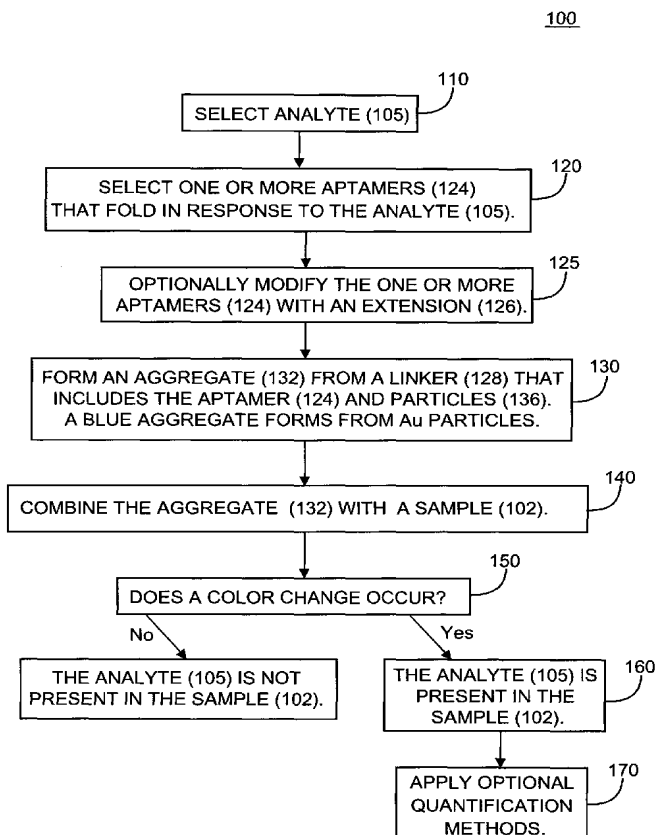 100
110
SELECT ANALYTE (105)
120
SELECT ONE OR MORE APTAMERS (124)
THAT FOLD IN RESPONSE TO THE ANALYTE (105).
125
OPTIONALLY MODIFY THE ONE OR MORE
APTAMERS (124) WITH AN EXTENSION (126).
130
FORM AN AGGREGATE (132) FROM A LINKER (128) THAT
INCLUDES THE APTAMER (124) AND PARTICLES (136).
A BLUE AGGREGATE FORMS FROM Au PARTICLES.
140
COMBINE THE AGGREGATE (132) WITH A SAMPLE (102).
150
DOES A COLOR CHANGE OCCUR?
No
Yes
THE ANALYTE (105) IS NOT
PRESENT IN THE SAMPLE (102).
160
THE ANALYTE (105) IS
PRESENT IN THE
SAMPLE (102).
170
APPLY OPTIONAL
QUANTIFICATION
METHODS.